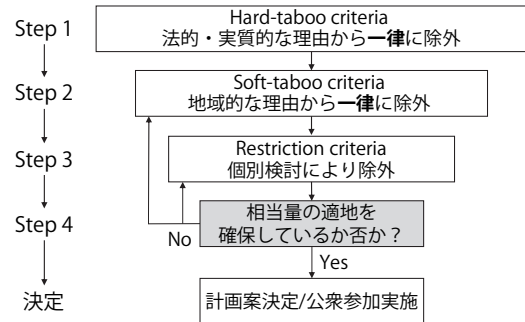 Step 1
Hard-taboo criteria
法的・実質的な理由から一律に除外
Step 2
Soft-taboo criteria
地域的な理由から一律に除外
Step 3
Restriction criteria
個別検討により除外
Step 4
相当量の適地を
確保しているか否か？
No
Yes
決定
計画案決定/公衆参加実施